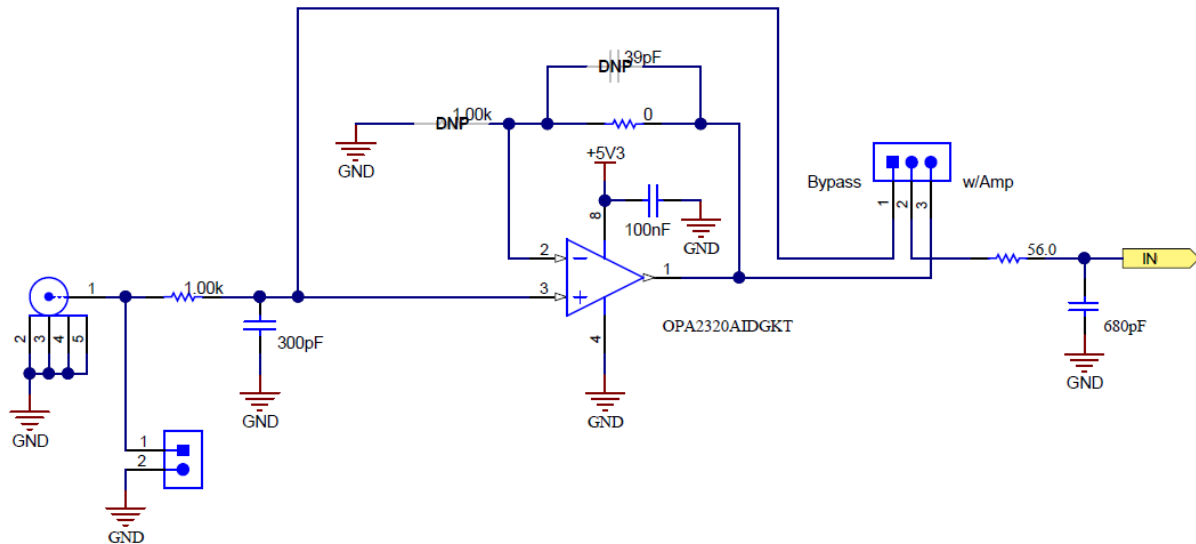 39pF
DNP
1.00k
DNP
0
GND
+5V3
8
100nF
GND
Bypass
w/Amp
1
2
3
2
1
56.0
IN
1
1.00k
3
OPA2320AIDGKT
680pF
2
3
4
5
300pF
4
GND
GND
GND
GND
1
2
GND